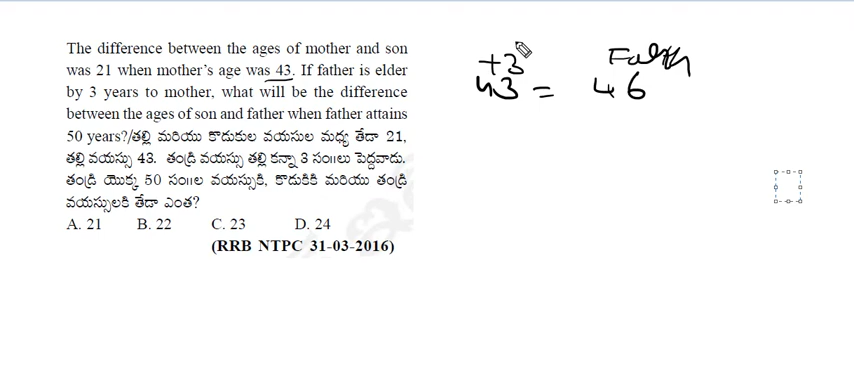 The difference between the ages of mother and son
was 21 when mother's age was 43. If father is elder
by 3 years to mother, what will be the difference
between the ages of son and father when father attains
50 years?/తల్లి మరియు కొడుకుల వయసుల మధ్య తేడా 21,
తల్లి వయస్సు 43. తండ్రి వయస్సు తల్లి కన్నా 3 సం౹౹లు పెద్దవాడు.
తండ్రి యొక్క 50 సం౹౹ల వయస్సుకి, కొడుకికి మరియు తండ్రి
వయస్సులకి తేడా ఎంత?
A. 21 B. 22 C. 23 D. 24
(RRB NTPC 31-03-2016)
+3
43 = 46